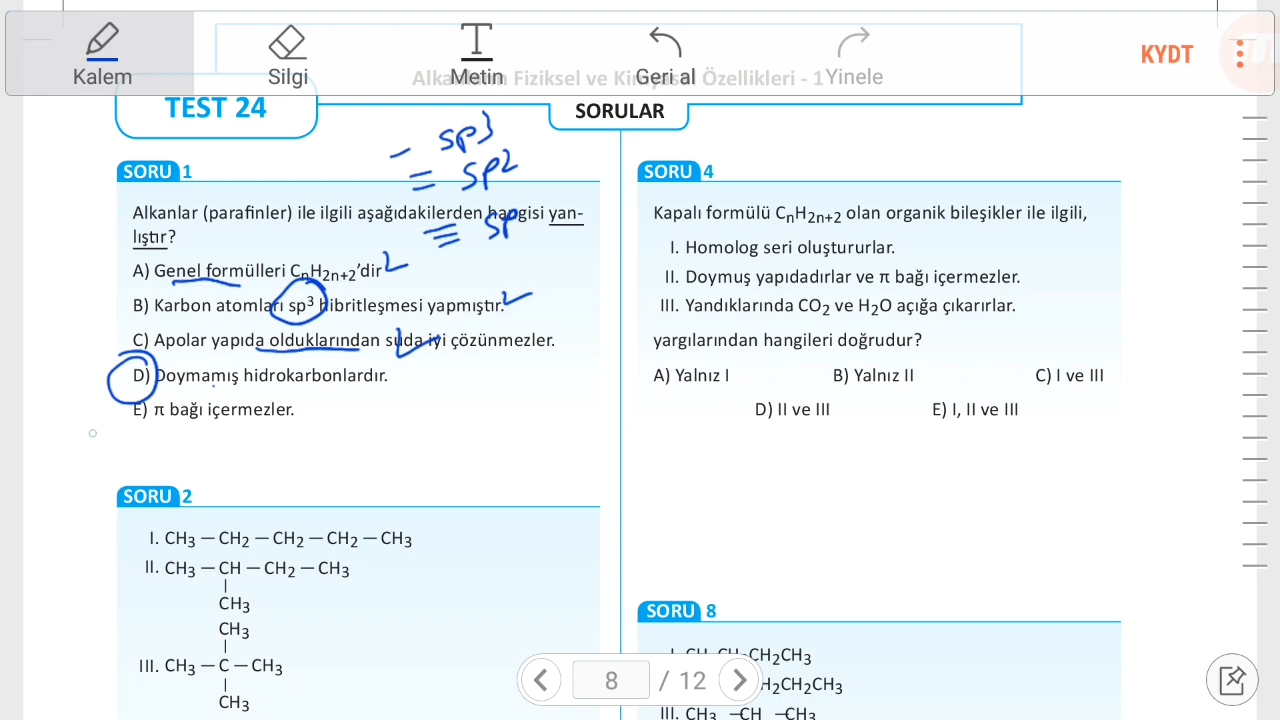 Kalem
Silgi
Metin
Geri al
Yinele
KYDT
Alkanların Fiziksel ve Kimyasal Özellikleri - 1
TEST 24
SORULAR
– sp3
= sp2
≡ sp
SORU 1
Alkanlar (parafinler) ile ilgili aşağıdakilerden hangisi yan-
lıştır?
A) Genel formülleri CₙH₂ₙ₊₂'dir
B) Karbon atomları sp³ hibritleşmesi yapmıştır.
C) Apolar yapıda olduklarından suda iyi çözünmezler.
D) Doymamış hidrokarbonlardır.
E) π bağı içermezler.
SORU 2
I. CH₃ — CH₂ — CH₂ — CH₂ — CH₃
II. CH₃ — CH — CH₂ — CH₃
|
CH₃
CH₃
|
III. CH₃ — C — CH₃
|
CH₃
SORU 4
Kapalı formülü CₙH₂ₙ₊₂ olan organik bileşikler ile ilgili,
I. Homolog seri oluştururlar.
II. Doymuş yapıdadırlar ve π bağı içermezler.
III. Yandıklarında CO₂ ve H₂O açığa çıkarırlar.
yargılarından hangileri doğrudur?
A) Yalnız I B) Yalnız II C) I ve III
D) II ve III E) I, II ve III
SORU 8
CH₂CH₃
H₂CH₂CH₃
III. CH₃ –CH –CH₃
8 / 12